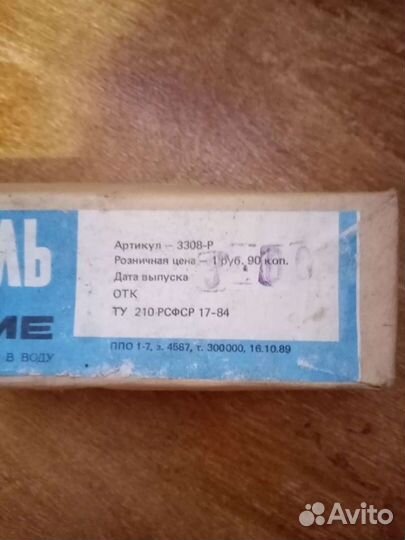 ЛЬ
Артикул — 3308-Р
Розничная цена — 1 руб. 90 коп.
Дата выпуска
ОТК
ТУ 210 РСФСР 17-84
ИЕ
В ВОДУ
ППО 1-7, з. 4587, т. 300000, 16.10.89
Avito